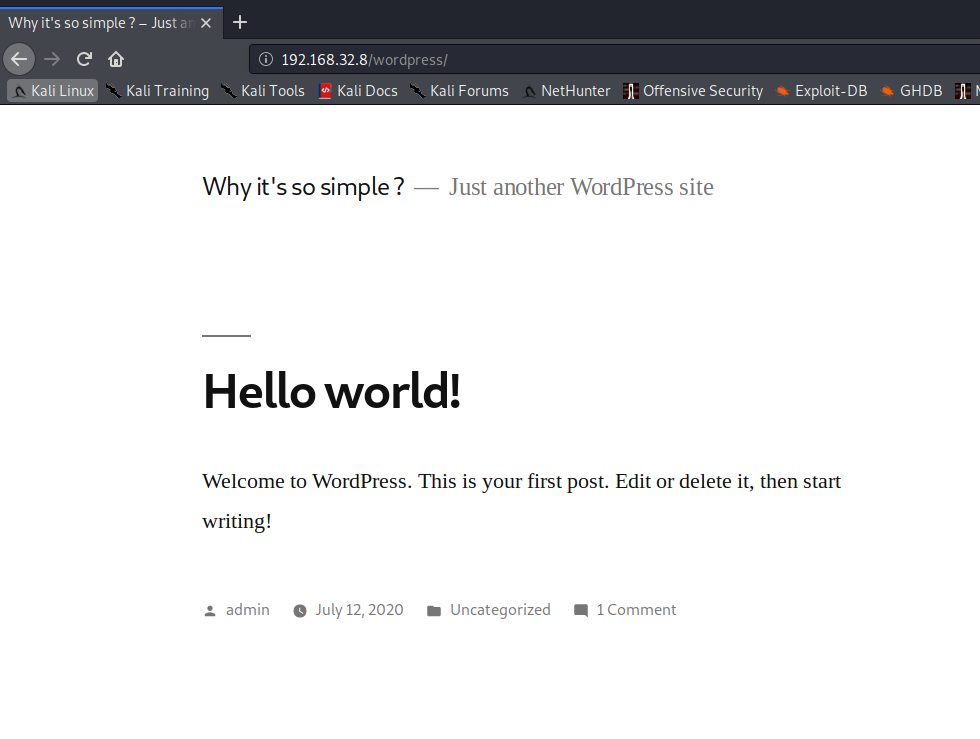 Why it's so simple ? – Just an
192.168.32.8/wordpress/
Kali Linux Kali Training Kali Tools Kali Docs Kali Forums NetHunter Offensive Security Exploit-DB GHDB
Why it's so simple ? — Just another WordPress site
Hello world!
Welcome to WordPress. This is your first post. Edit or delete it, then start
writing!
admin July 12, 2020 Uncategorized 1 Comment